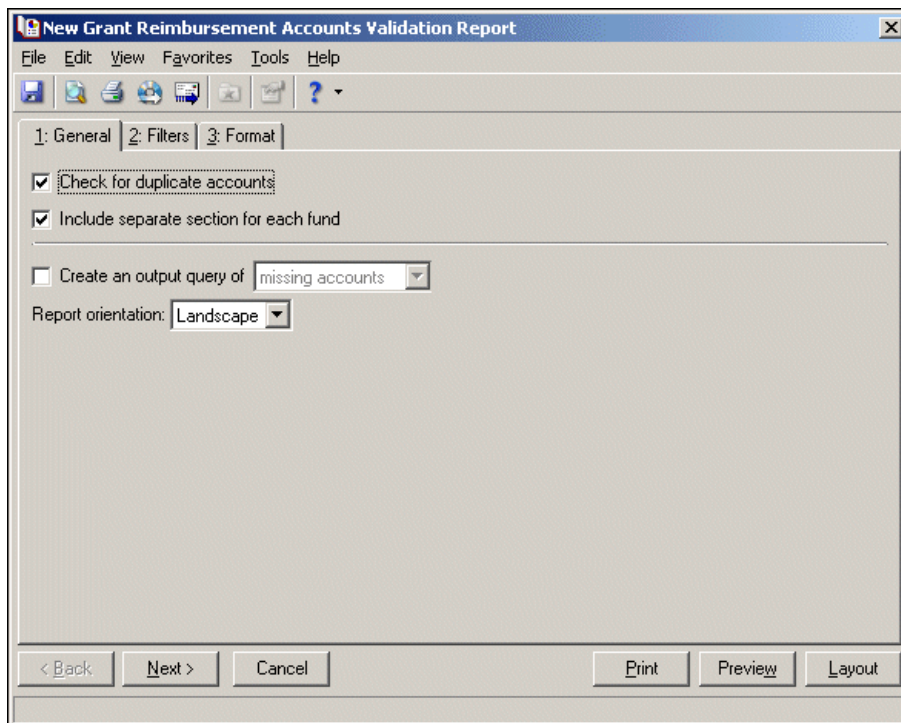 New Grant Reimbursement Accounts Validation Report
File Edit View Favorites Tools Help
?
1: General 2: Filters 3: Format
Check for duplicate accounts
Include separate section for each fund
Create an output query of missing accounts
Report orientation: Landscape
< Back Next > Cancel Print Preview Layout